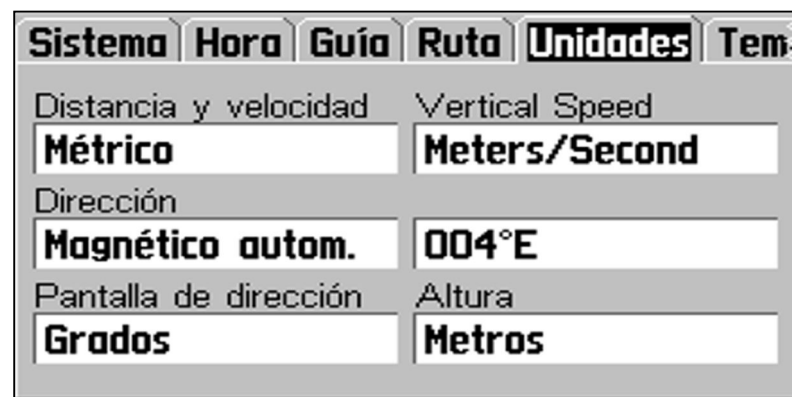 Sistema Hora Guía Ruta Unidades Tem
Distancia y velocidad Vertical Speed
Métrico Meters/Second
Dirección
Magnético autom. 004°E
Pantalla de dirección Altura
Grados Metros